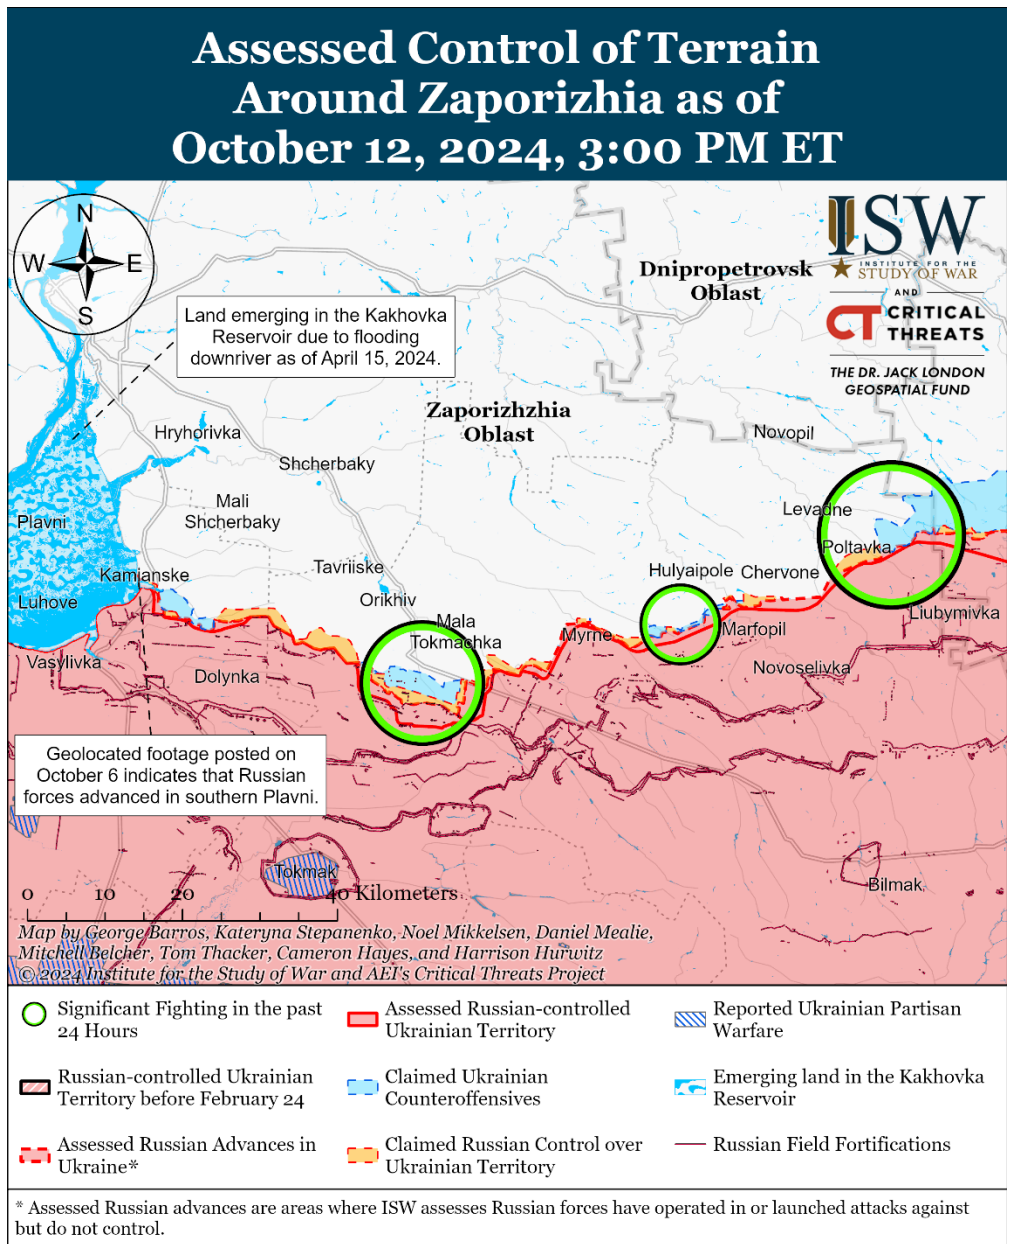 Assessed Control of Terrain
Around Zaporizhia as of
October 12, 2024, 3:00 PM ET
N
W
E
S
ISW
INSTITUTE FOR THE
STUDY OF WAR
AND
CT CRITICAL
THREATS
THE DR. JACK LONDON
GEOSPATIAL FUND
Dnipropetrovsk
Oblast
Land emerging in the Kakhovka
Reservoir due to flooding
downriver as of April 15, 2024.
Zaporizhzhia
Oblast
Hryhorivka
Novopil
Shcherbaky
Mali
Shcherbaky
Levadne
Plavni
Poltavka
Tavriiske
Hulyaipole
Chervone
Kamjanske
Orikhiv
Luhove
Liubymivka
Mala
Tokmachka
Myrne
Marfopil
Vasylivka
Dolynka
Novoselivka
Geolocated footage posted on
October 6 indicates that Russian
forces advanced in southern Plavni.
Tokmak
Bilmak
0 10 20 40 Kilometers
Map by George Barros, Kateryna Stepanenko, Noel Mikkelsen, Daniel Mealie,
Mitchell Belcher, Tom Thacker, Cameron Hayes, and Harrison Hurwitz
© 2024 Institute for the Study of War and AEI's Critical Threats Project
Significant Fighting in the past
24 Hours
Russian-controlled Ukrainian
Territory before February 24
Assessed Russian Advances in
Ukraine*
Assessed Russian-controlled
Ukrainian Territory
Claimed Ukrainian
Counteroffensives
Claimed Russian Control over
Ukrainian Territory
Reported Ukrainian Partisan
Warfare
Emerging land in the Kakhovka
Reservoir
Russian Field Fortifications
* Assessed Russian advances are areas where ISW assesses Russian forces have operated in or launched attacks against
but do not control.